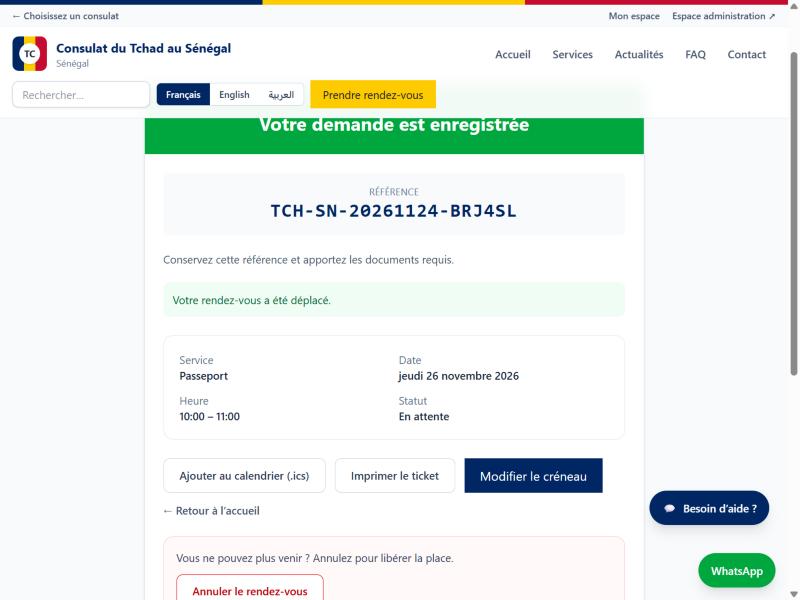 ← Choisissez un consulat
Mon espace
Espace administration ↗
TC
Consulat du Tchad au Sénégal
Sénégal
Accueil
Services
Actualités
FAQ
Contact
Rechercher...
Français
English
العربية
Prendre rendez-vous
Votre demande est enregistrée
RÉFÉRENCE
TCH-SN-20261124-BRJ4SL
Conservez cette référence et apportez les documents requis.
Votre rendez-vous a été déplacé.
Service
Passeport
Date
jeudi 26 novembre 2026
Heure
10:00 – 11:00
Statut
En attente
Ajouter au calendrier (.ics)
Imprimer le ticket
Modifier le créneau
← Retour à l'accueil
Besoin d'aide ?
Vous ne pouvez plus venir ? Annulez pour libérer la place.
Annuler le rendez-vous
WhatsApp